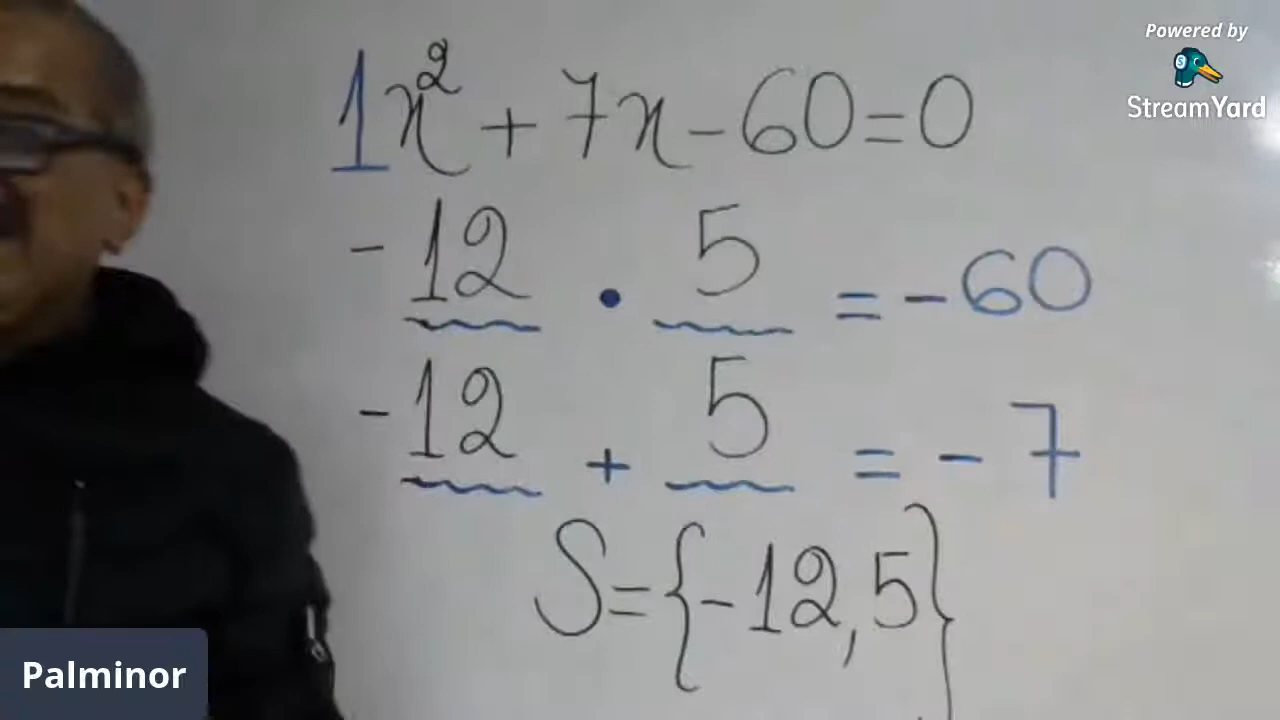 Powered by
StreamYard
1x² + 7x - 60 = 0
-12 · 5 = -60
-12 + 5 = -7
S = {-12, 5}
Palminor